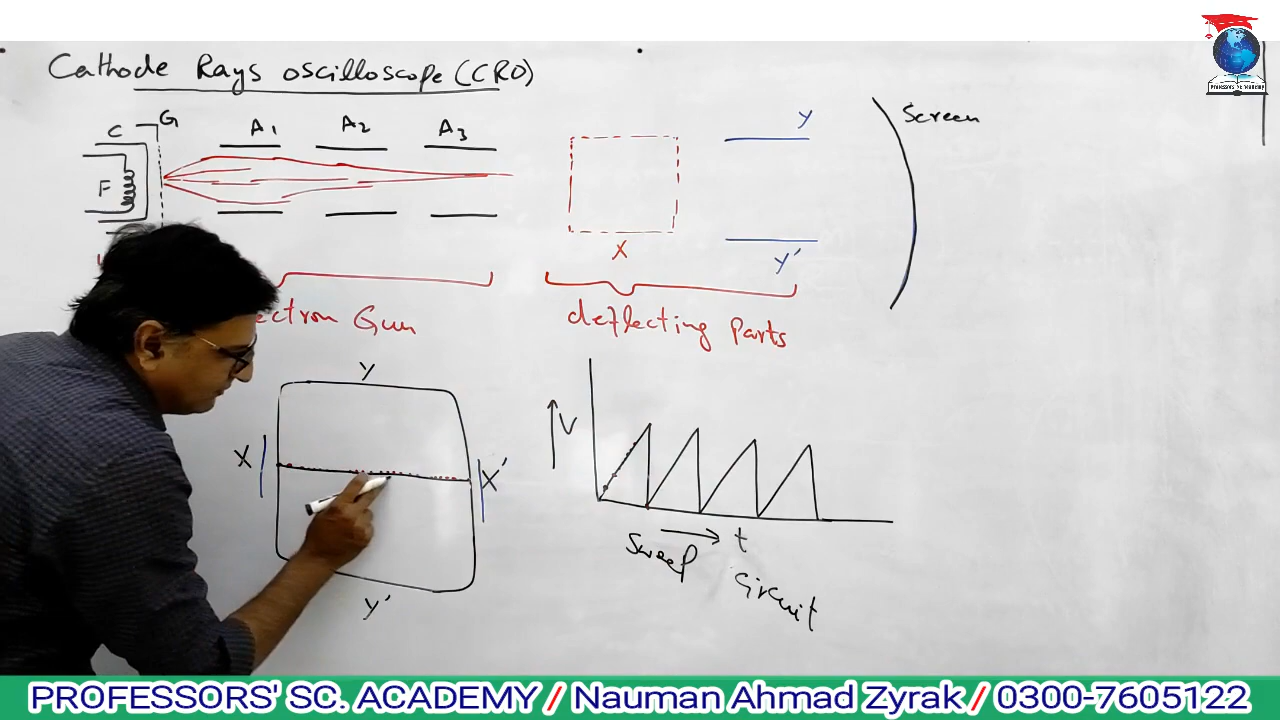 Cathode Rays oscilloscope (CRO)
C G A1 A2 A3
F
X
Y
Y'
Screen
ectron Gun
deflecting Parts
Y
X X'
Y'
V
t
Sweep circuit
PROFESSORS' SC. ACADEMY / Nauman Ahmad Zyrak / 0300-7605122